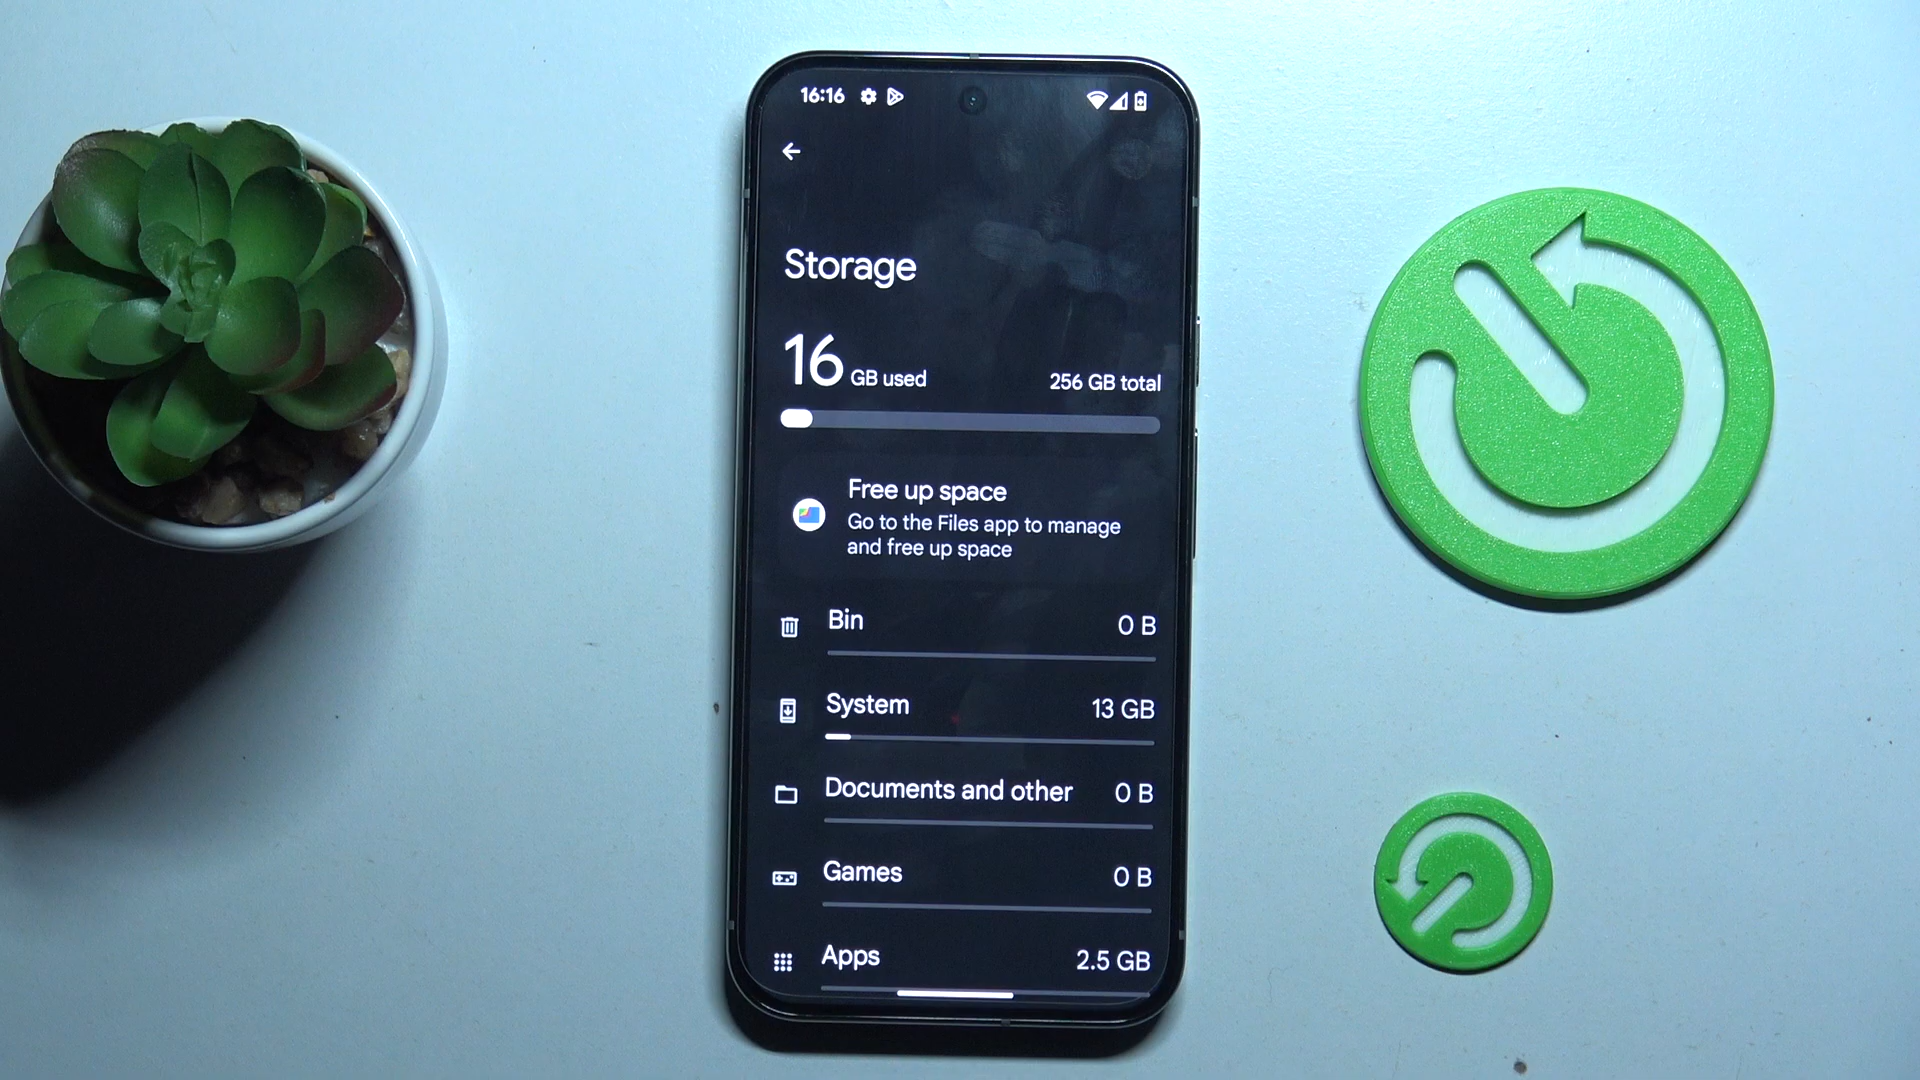 16:16
Storage
16 GB used 256 GB total
Free up space
Go to the Files app to manage
and free up space
Bin 0 B
System 13 GB
Documents and other 0 B
Games 0 B
Apps 2.5 GB